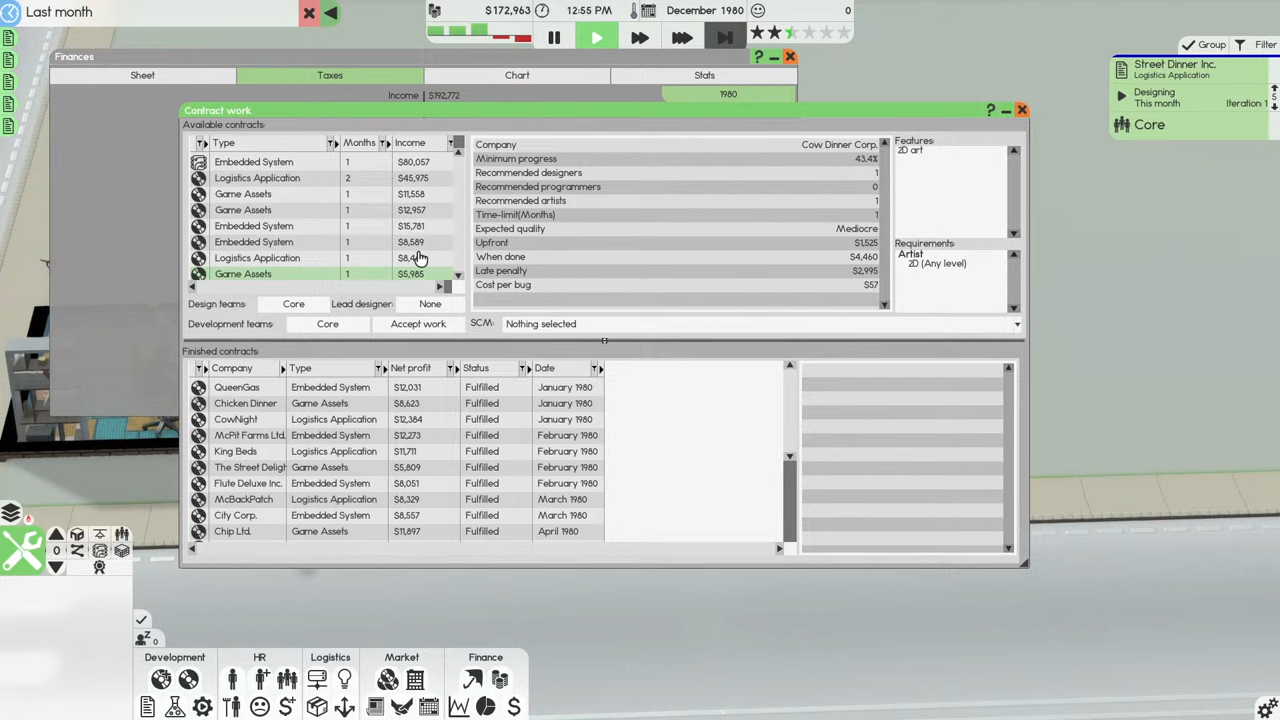 Last month
$172,963
12:55 PM
December 1980
0
Group
Filter
Finances
?
Sheet
Taxes
Chart
Stats
Income
$192,772
1980
Street Dinner Inc.
Logistics Application
Designing
This month
Iteration 1
5
Core
Contract work
?
Available contracts:
Type
Months
Income
Embedded System 1 $80,057
Logistics Application 2 $45,975
Game Assets 1 $11,558
Game Assets 1 $12,957
Embedded System 1 $15,781
Embedded System 1 $8,589
Logistics Application 1
Game Assets 1 $5,985
Company Cow Dinner Corp.
Minimum progress 43.4%
Recommended designers 1
Recommended programmers 0
Recommended artists 1
Time-limit(Months) 1
Expected quality Mediocre
Upfront $1,525
When done $4,460
Late penalty $2,995
Cost per bug $57
Features:
2D art
Requirements:
Artist
2D (Any level)
Design teams: Core Lead designer: None
Development teams: Core Accept work SCM: Nothing selected
Finished contracts:
Company Type Net profit Status Date
QueenGas Embedded System $12,031 Fulfilled January 1980
Chicken Dinner Game Assets $8,623 Fulfilled January 1980
CowNight Logistics Application $12,384 Fulfilled January 1980
McPit Farms Ltd. Embedded System $12,273 Fulfilled February 1980
King Beds Logistics Application $11,711 Fulfilled February 1980
The Street Deligh Game Assets $5,809 Fulfilled February 1980
Flute Deluxe Inc. Embedded System $8,051 Fulfilled February 1980
McBackPatch Logistics Application $8,329 Fulfilled March 1980
City Corp. Embedded System $8,557 Fulfilled March 1980
Chip Ltd. Game Assets $11,897 Fulfilled April 1980
0
0
Development
HR
Logistics
Market
Finance